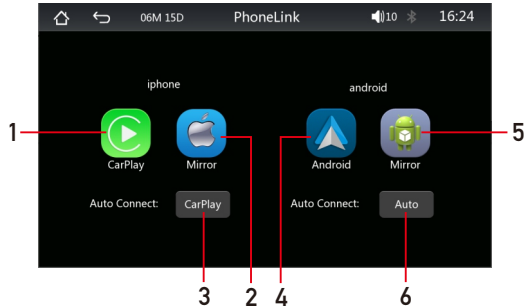 06M 15D PhoneLink 10 16:24
iphone android
1 5
CarPlay Mirror Android Mirror
Auto Connect: CarPlay Auto Connect: Auto
3 2 4 6